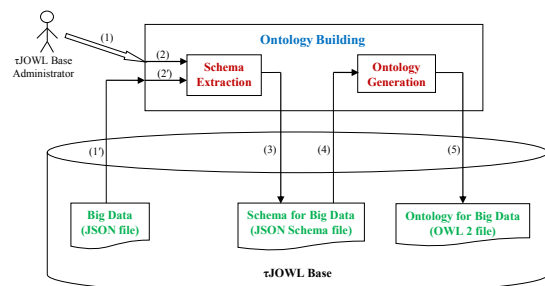 (1)
Ontology Building
(2)
(2')
Schema
Extraction
Ontology
Generation
τJOWL Base
Administrator
(1')
(3)
(4)
(5)
Big Data
(JSON file)
Schema for Big Data
(JSON Schema file)
Ontology for Big Data
(OWL 2 file)
τJOWL Base